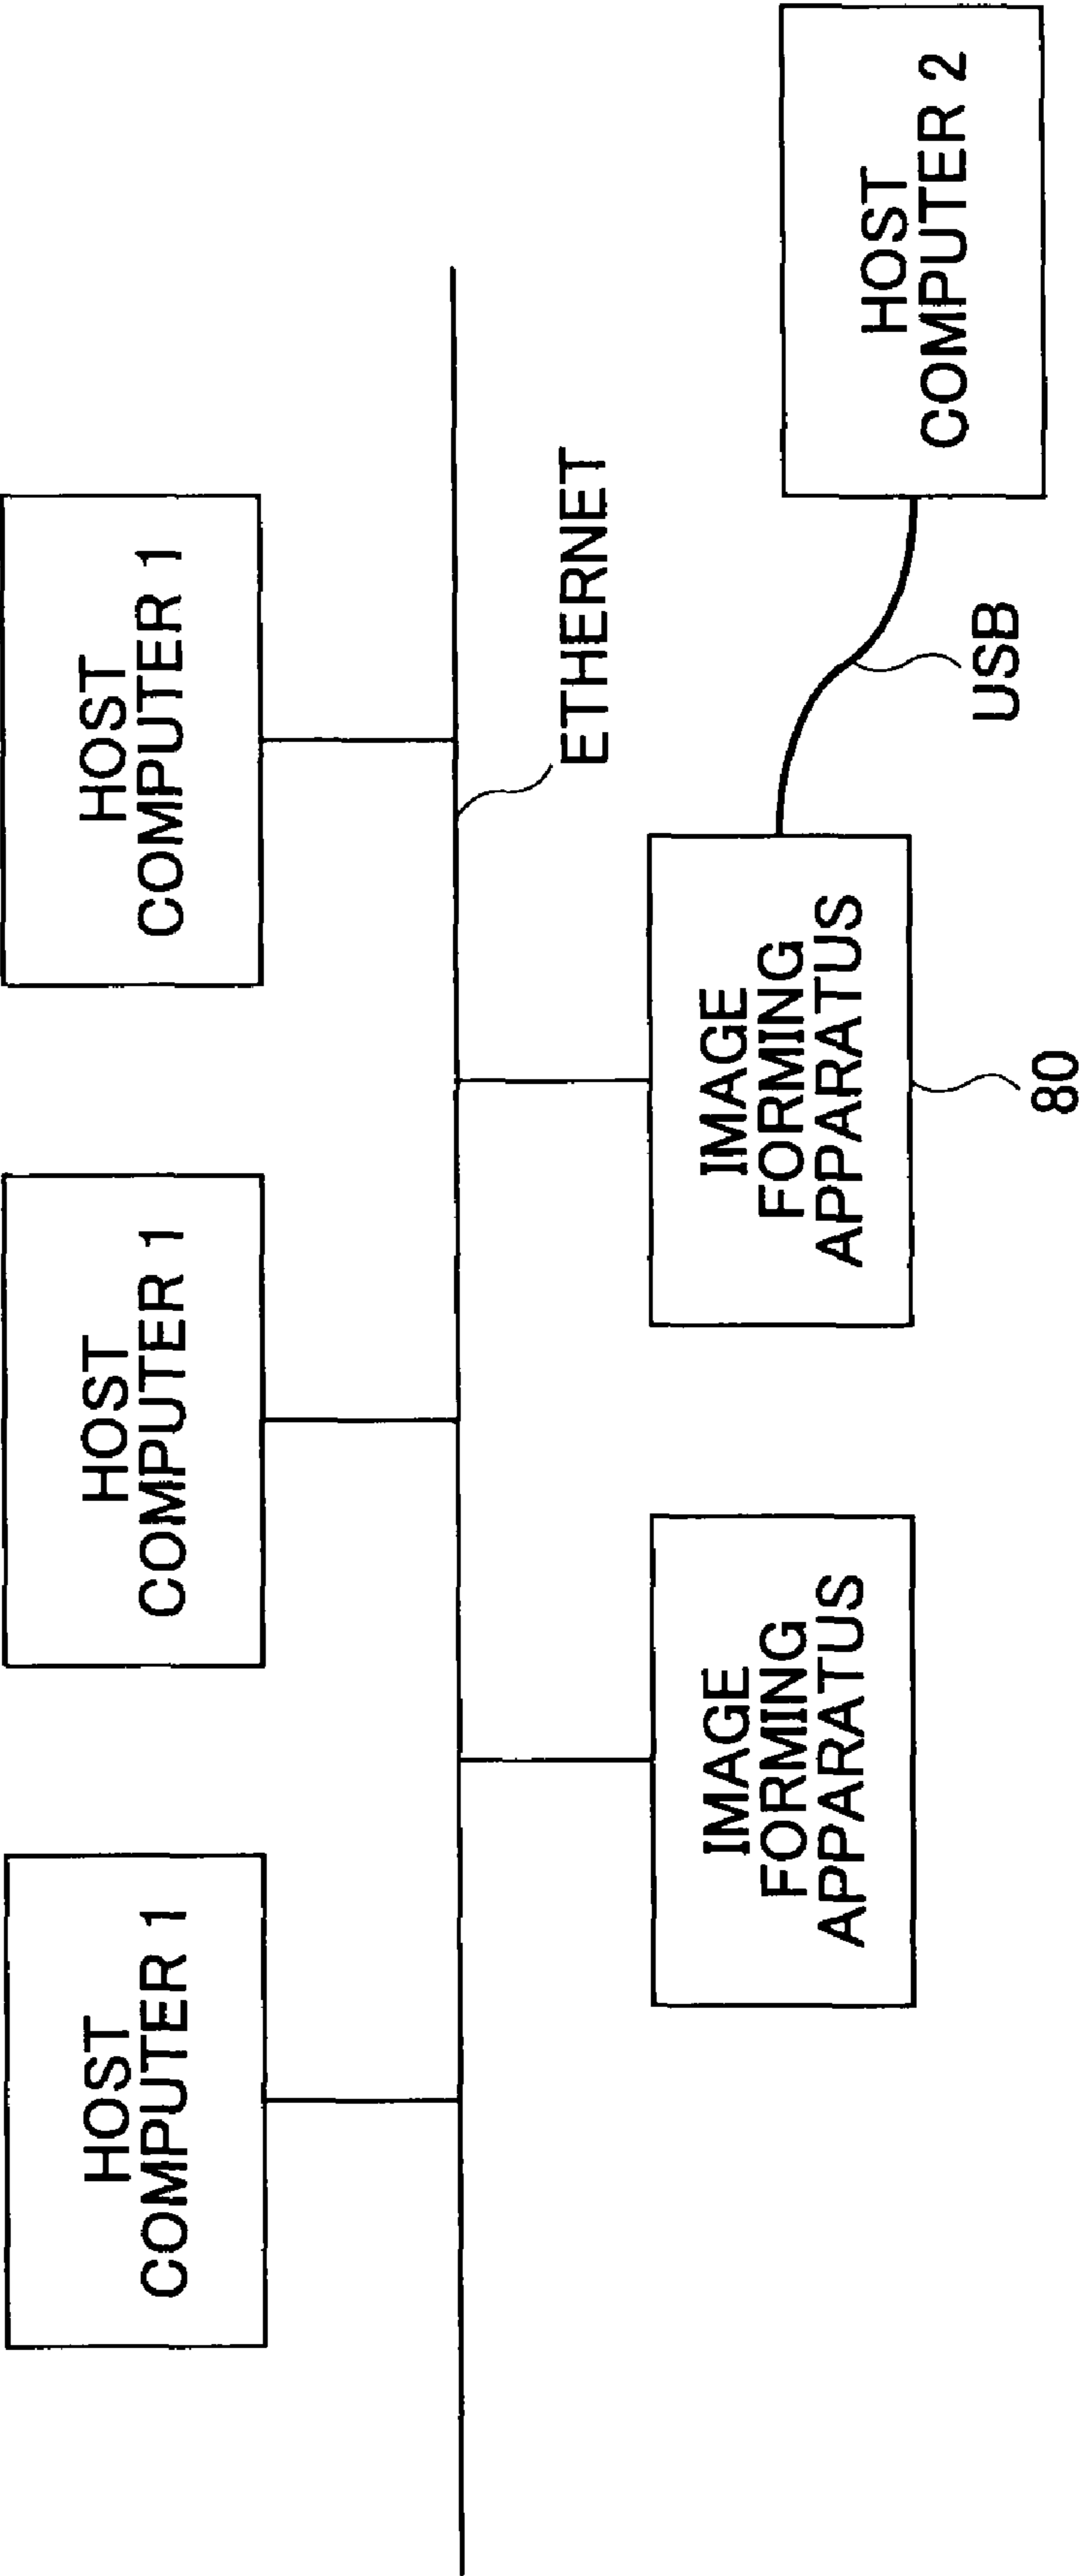 HOST
COMPUTER 1
HOST
COMPUTER 1
HOST
COMPUTER 1
ETHERNET
IMAGE
FORMING
APPARATUS
IMAGE
FORMING
APPARATUS
80
USB
HOST
COMPUTER 2